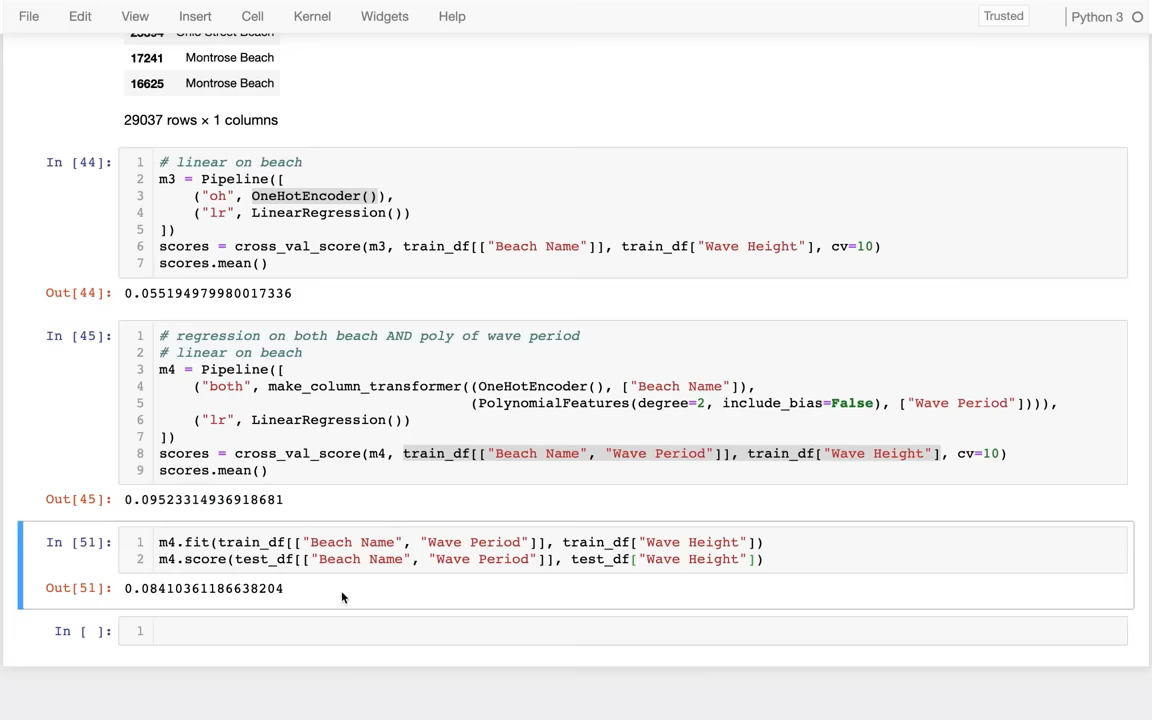 File Edit View Insert Cell Kernel Widgets Help Trusted Python 3
17241 Montrose Beach
16625 Montrose Beach
29037 rows × 1 columns
In [44]:
1 # linear on beach
2 m3 = Pipeline([
3 ("oh", OneHotEncoder()),
4 ("lr", LinearRegression())
5 ])
6 scores = cross_val_score(m3, train_df[["Beach Name"]], train_df["Wave Height"], cv=10)
7 scores.mean()
Out[44]: 0.055194979980017336
In [45]:
1 # regression on both beach AND poly of wave period
2 # linear on beach
3 m4 = Pipeline([
4 ("both", make_column_transformer((OneHotEncoder(), ["Beach Name"]),
5 (PolynomialFeatures(degree=2, include_bias=False), ["Wave Period"]))),
6 ("lr", LinearRegression())
7 ])
8 scores = cross_val_score(m4, train_df[["Beach Name", "Wave Period"]], train_df["Wave Height"], cv=10)
9 scores.mean()
Out[45]: 0.09523314936918681
In [51]:
1 m4.fit(train_df[["Beach Name", "Wave Period"]], train_df["Wave Height"])
2 m4.score(test_df[["Beach Name", "Wave Period"]], test_df["Wave Height"])
Out[51]: 0.08410361186638204
In [ ]:
1